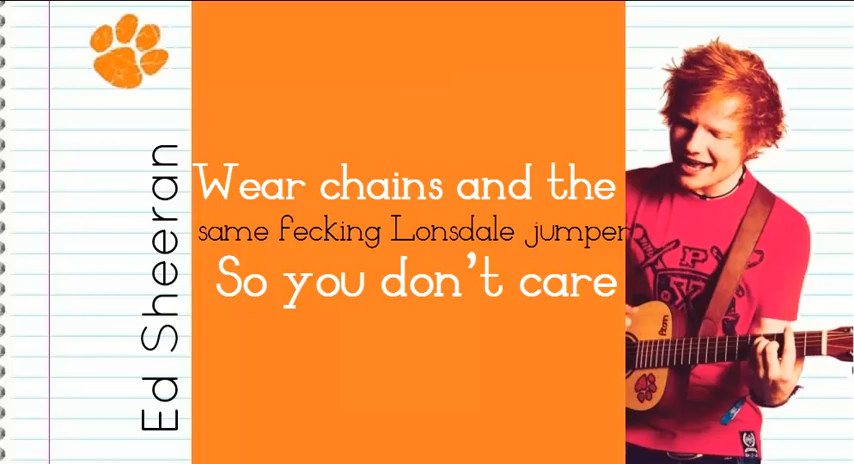 Ed Sheeran
Wear chains and the
same fecking Lonsdale jumper
So you don't care